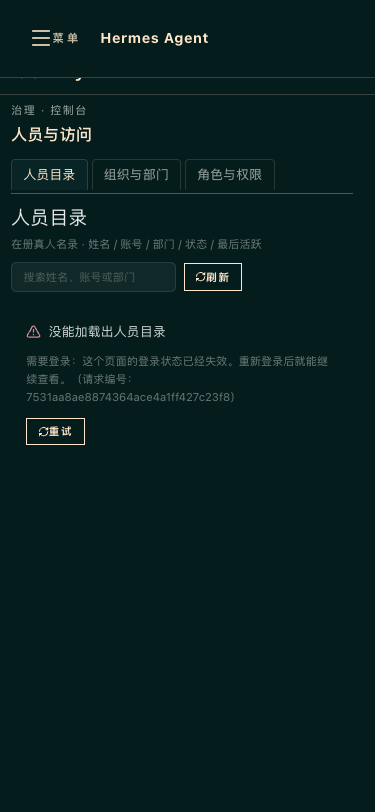 菜单
Hermes Agent
治理 · 控制台
人员与访问
人员目录
组织与部门
角色与权限
人员目录
在册真人名录 · 姓名 / 账号 / 部门 / 状态 / 最后活跃
搜索姓名、账号或部门
刷新
没能加载出人员目录
需要登录：这个页面的登录状态已经失效。重新登录后就能继
续查看。（请求编号：
7531aa8ae8874364ace4a1ff427c23f8）
重试